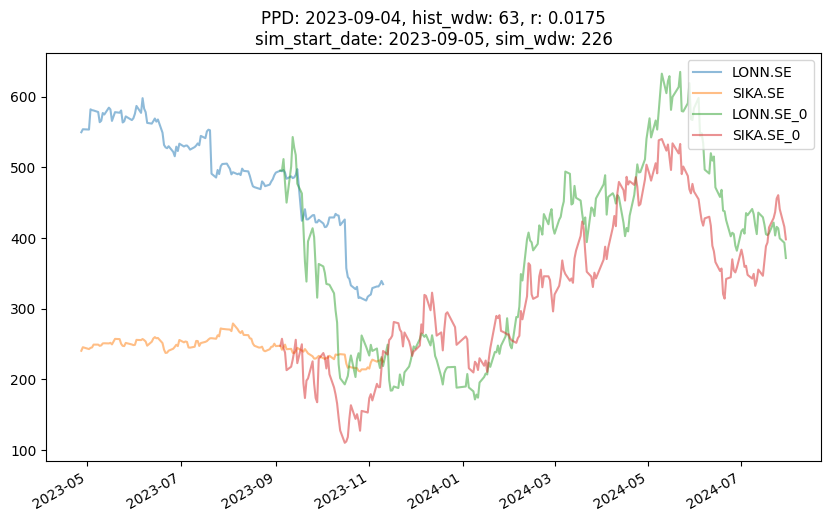 PPD: 2023-09-04, hist_wdw: 63, r: 0.0175
sim_start_date: 2023-09-05, sim_wdw: 226
LONN.SE
SIKA.SE
LONN.SE_0
SIKA.SE_0
600
500
400
300
200
100
2023-05
2023-07
2023-09
2023-11
2024-01
2024-03
2024-05
2024-07